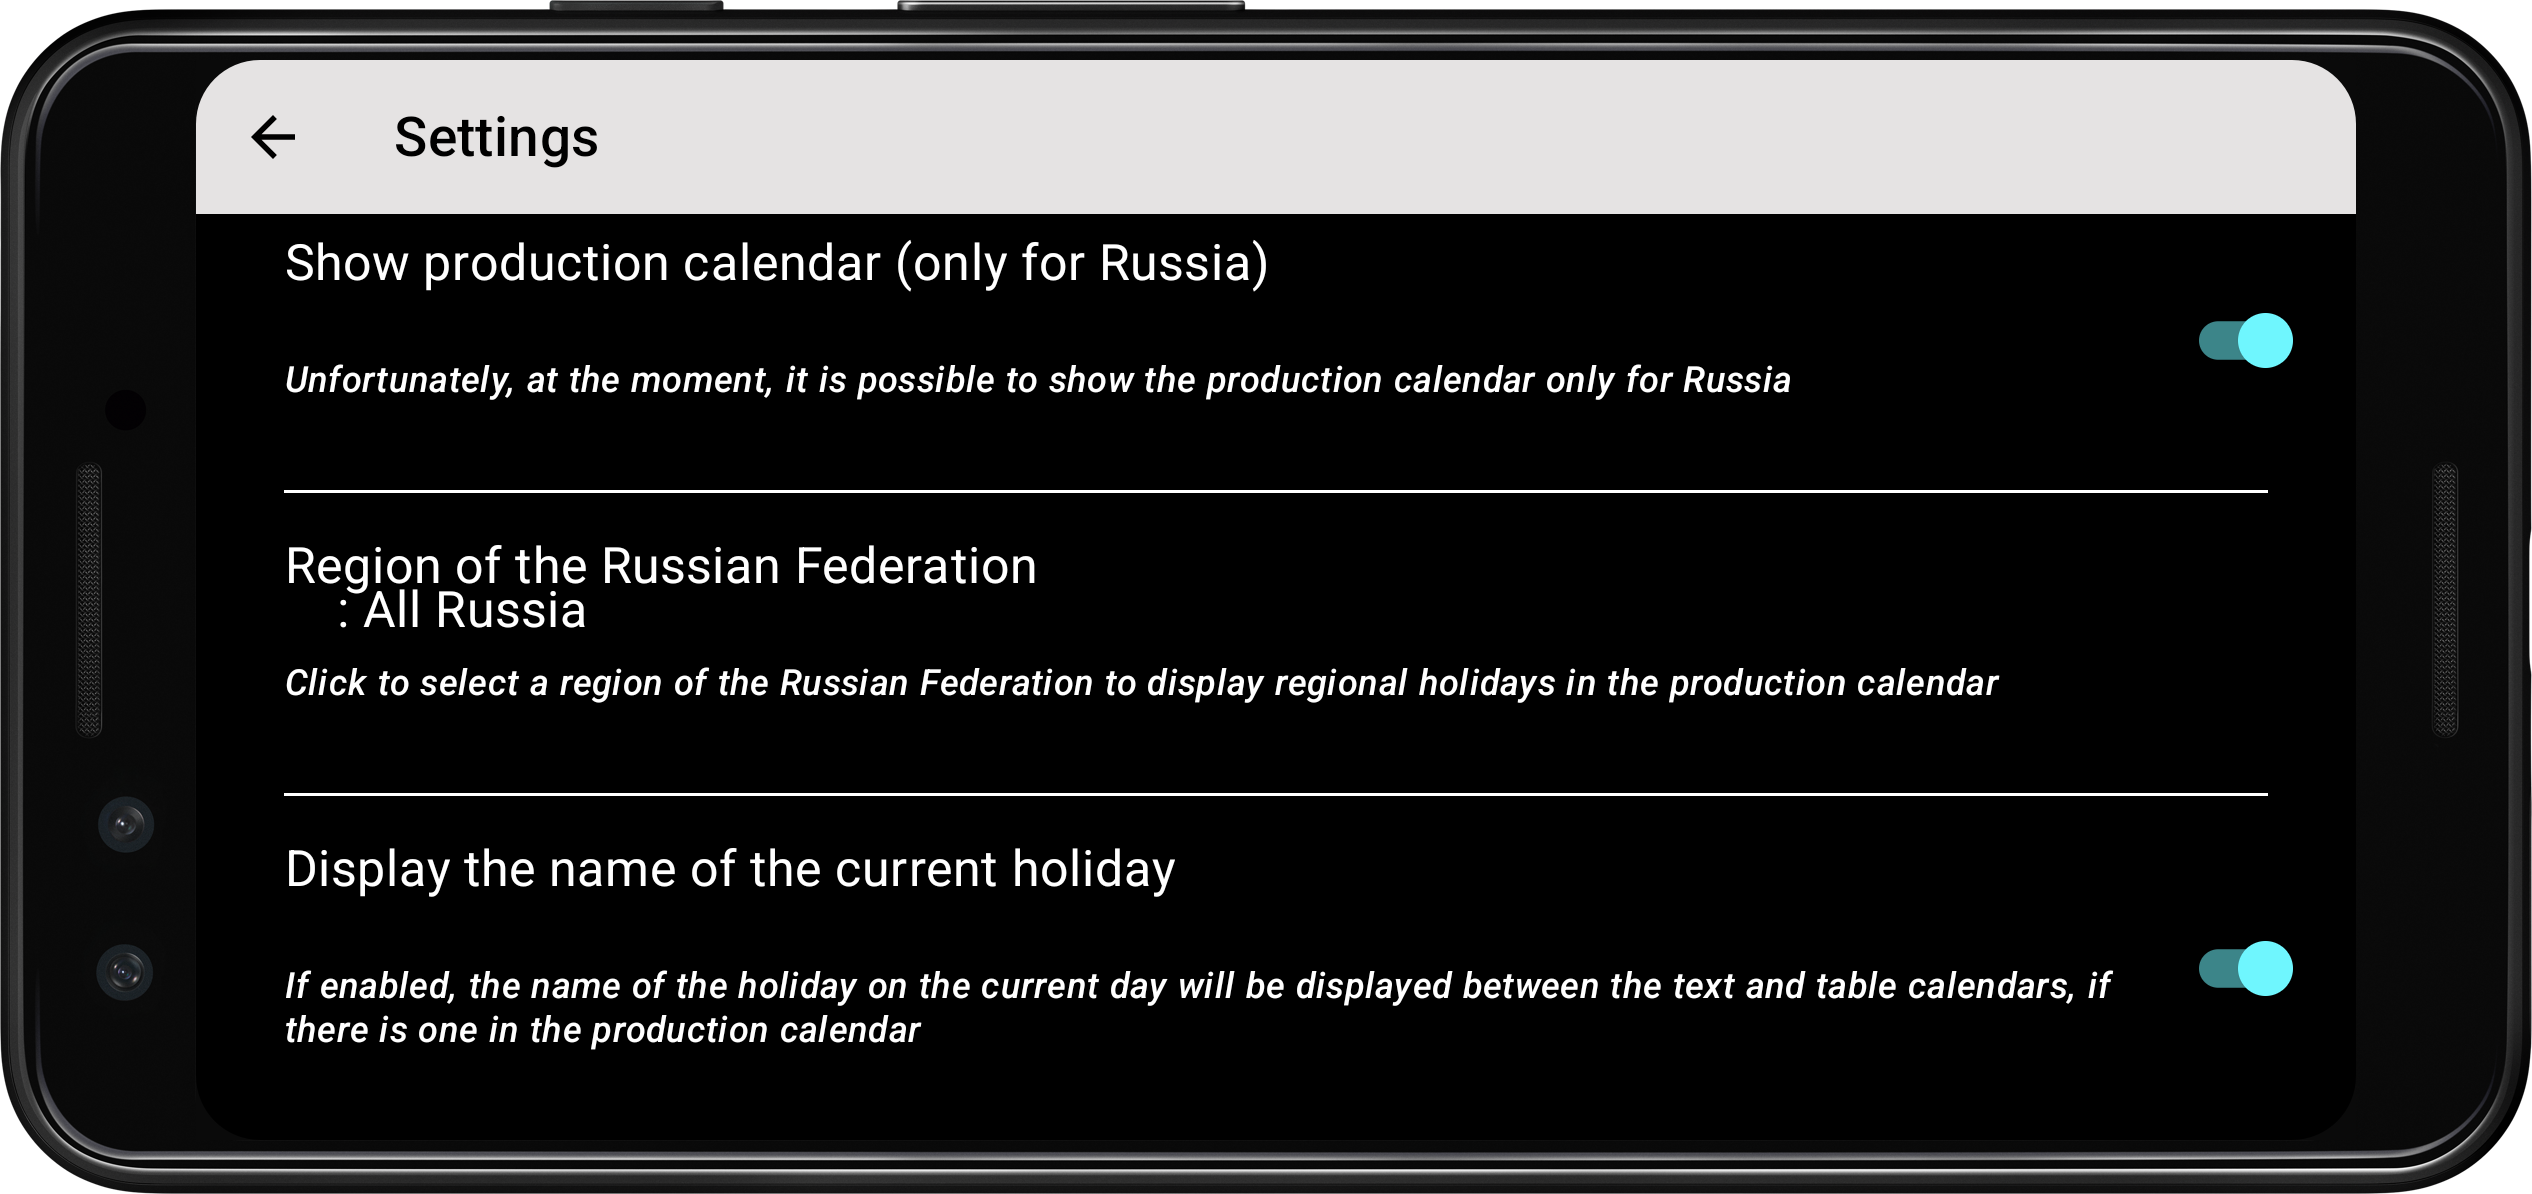 Settings
Show production calendar (only for Russia)
Unfortunately, at the moment, it is possible to show the production calendar only for Russia
Region of the Russian Federation
: All Russia
Click to select a region of the Russian Federation to display regional holidays in the production calendar
Display the name of the current holiday
If enabled, the name of the holiday on the current day will be displayed between the text and table calendars, if
there is one in the production calendar